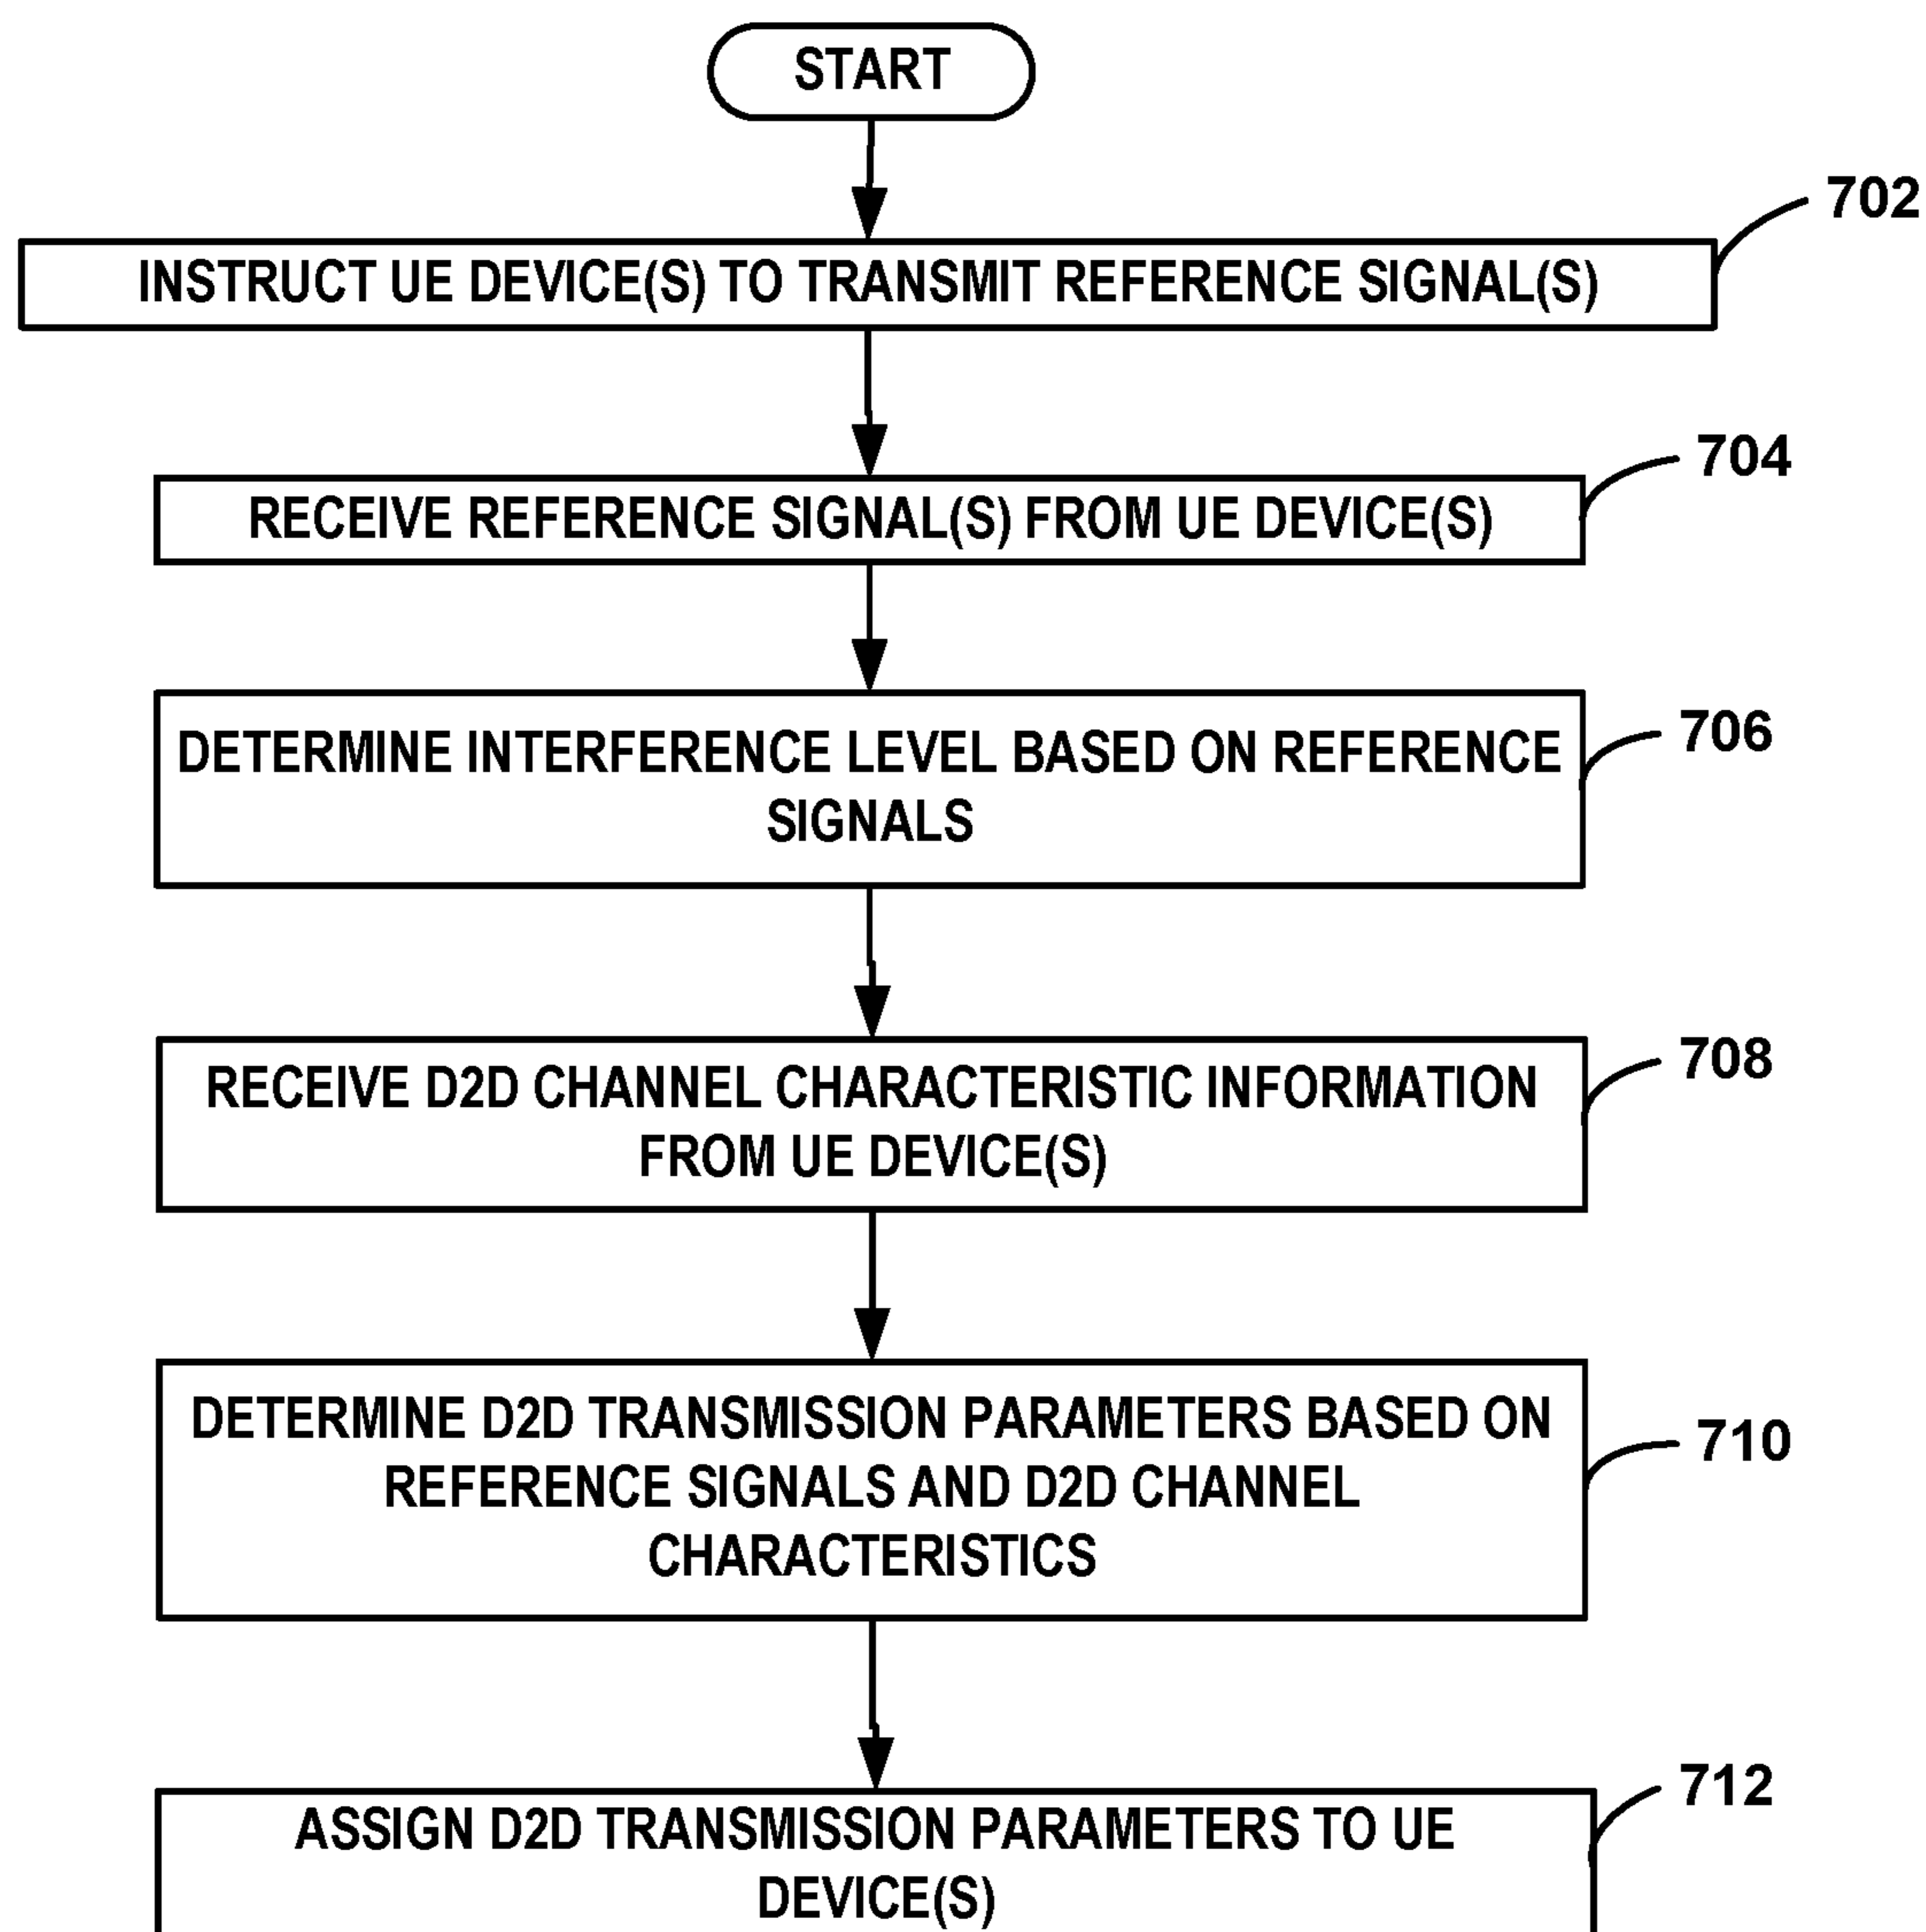 START
702
INSTRUCT UE DEVICE(S) TO TRANSMIT REFERENCE SIGNAL(S)
704
RECEIVE REFERENCE SIGNAL(S) FROM UE DEVICE(S)
706
DETERMINE INTERFERENCE LEVEL BASED ON REFERENCE
SIGNALS
708
RECEIVE D2D CHANNEL CHARACTERISTIC INFORMATION
FROM UE DEVICE(S)
710
DETERMINE D2D TRANSMISSION PARAMETERS BASED ON
REFERENCE SIGNALS AND D2D CHANNEL
CHARACTERISTICS
712
ASSIGN D2D TRANSMISSION PARAMETERS TO UE
DEVICE(S)